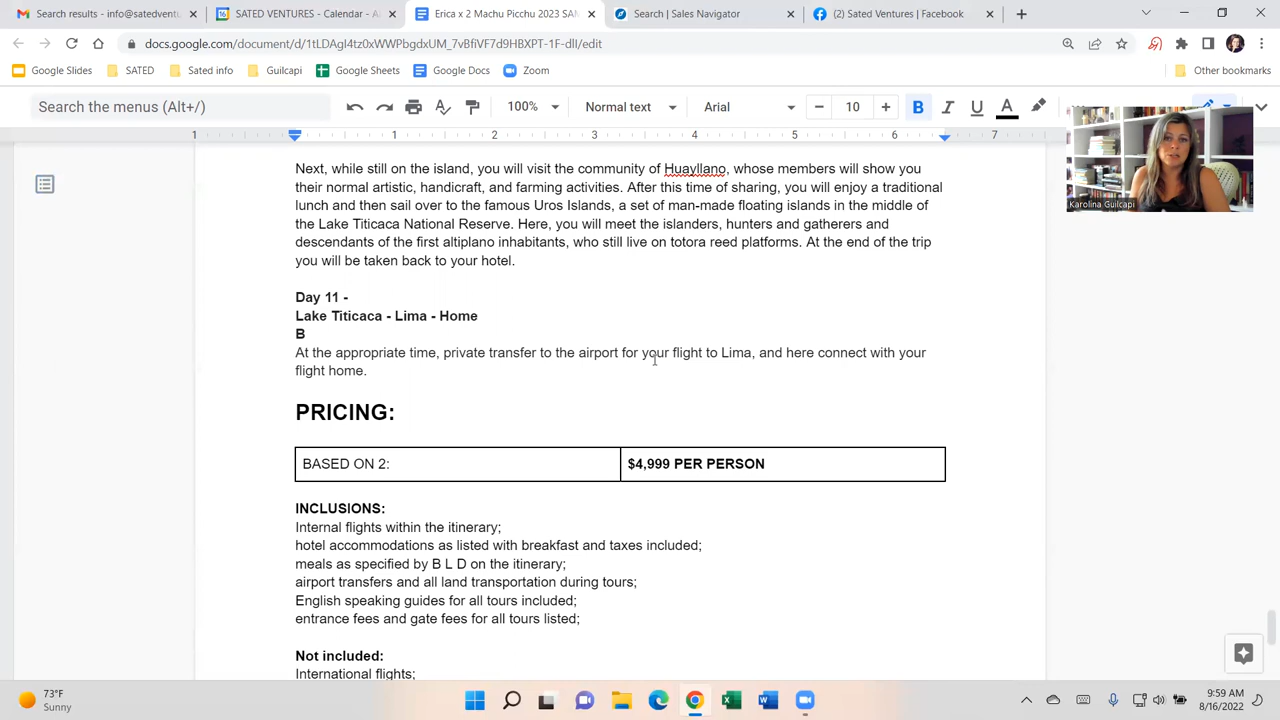 Search results - info@sated.ventu
SATED VENTURES - Calendar - A
Erica x 2 Machu Picchu 2023 SAM
Search | Sales Navigator
(2) Sated Ventures | Facebook
docs.google.com/document/d/1tLDAgI4tz0xWWPbgdxUM_7vBfiVF7d9HBXPT-1F-dlI/edit
Google Slides
SATED
Sated info
Guilcapi
Google Sheets
Google Docs
Zoom
Other bookmarks
Search the menus (Alt+/)
100%
Normal text
Arial
10
B I U A
1 1 2 3 4 5 6 7
Karolina Guilcapi
Next, while still on the island, you will visit the community of Huayllano, whose members will show you
their normal artistic, handicraft, and farming activities. After this time of sharing, you will enjoy a traditional
lunch and then sail over to the famous Uros Islands, a set of man-made floating islands in the middle of
the Lake Titicaca National Reserve. Here, you will meet the islanders, hunters and gatherers and
descendants of the first altiplano inhabitants, who still live on totora reed platforms. At the end of the trip
you will be taken back to your hotel.
Day 11 -
Lake Titicaca - Lima - Home
B
At the appropriate time, private transfer to the airport for your flight to Lima, and here connect with your
flight home.
PRICING:
BASED ON 2:
$4,999 PER PERSON
INCLUSIONS:
Internal flights within the itinerary;
hotel accommodations as listed with breakfast and taxes included;
meals as specified by B L D on the itinerary;
airport transfers and all land transportation during tours;
English speaking guides for all tours included;
entrance fees and gate fees for all tours listed;
Not included:
International flights;
73°F
Sunny
9:59 AM
8/16/2022